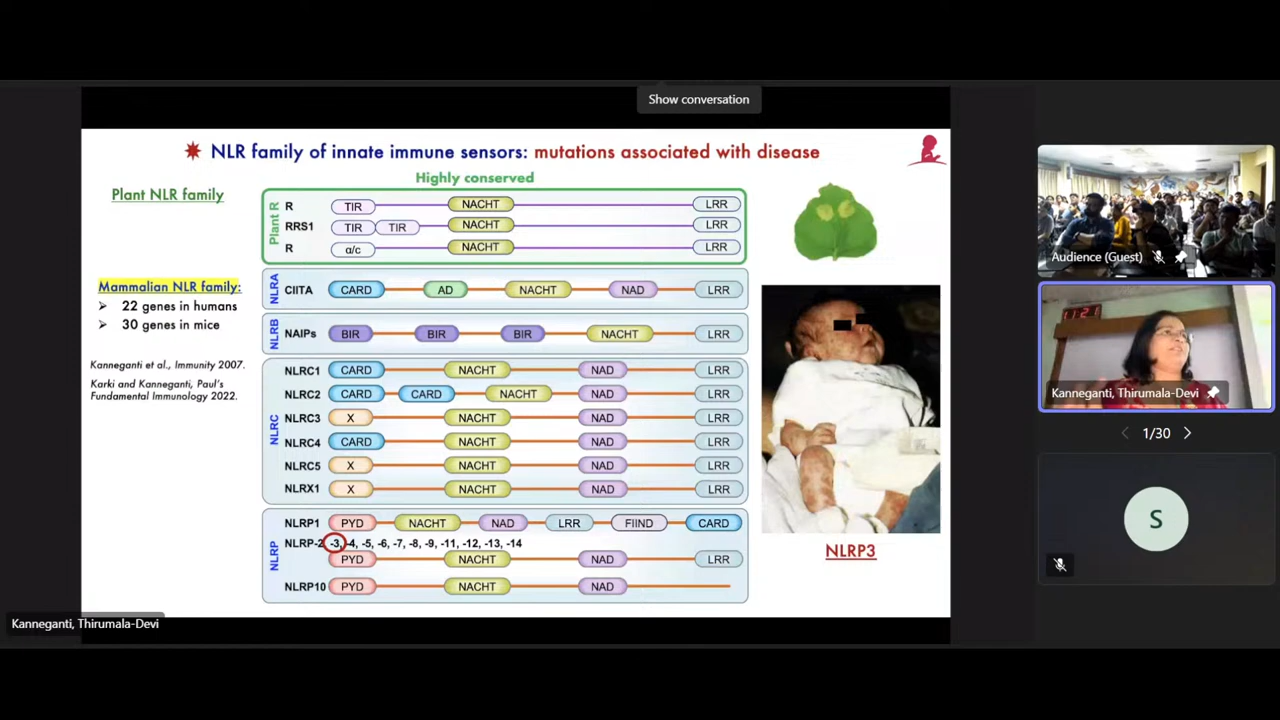 Show conversation
NLR family of innate immune sensors: mutations associated with disease
Plant NLR family
Highly conserved
Plant R
R TIR NACHT LRR
RRS1 TIR TIR NACHT LRR
R α/c NACHT LRR
Mammalian NLR family:
➢ 22 genes in humans
➢ 30 genes in mice
Kanneganti et al., Immunity 2007.
Karki and Kanneganti, Paul's
Fundamental Immunology 2022.
NLRA
CIITA CARD AD NACHT NAD LRR
NLRB
NAIPs BIR BIR BIR NACHT LRR
NLRC
NLRC1 CARD NACHT NAD LRR
NLRC2 CARD CARD NACHT NAD LRR
NLRC3 X NACHT NAD LRR
NLRC4 CARD NACHT NAD LRR
NLRC5 X NACHT NAD LRR
NLRX1 X NACHT NAD LRR
NLRP
NLRP1 PYD NACHT NAD LRR FIIND CARD
NLRP-2 -3, -4, -5, -6, -7, -8, -9, -11, -12, -13, -14
PYD NACHT NAD LRR
NLRP10 PYD NACHT NAD
NLRP3
Audience (Guest)
11:21
Kanneganti, Thirumala-Devi
1/30
S
Kanneganti, Thirumala-Devi